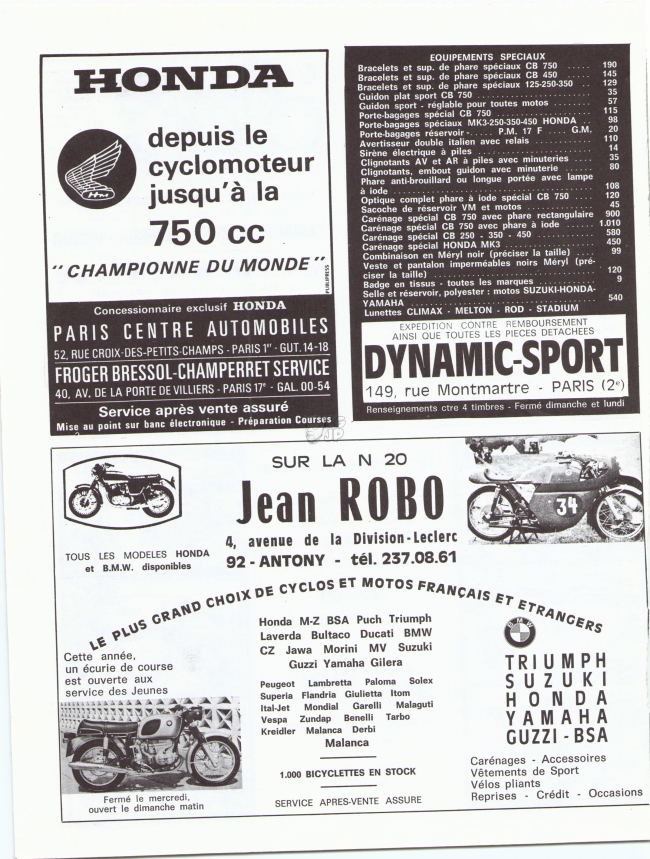 HONDA
depuis le
cyclomoteur
jusqu'à la
750 cc
"CHAMPIONNE DU MONDE"
PUBLIPRESS
Concessionnaire exclusif HONDA
PARIS CENTRE AUTOMOBILES
52, RUE CROIX-DES-PETITS-CHAMPS - PARIS 1er - GUT. 14-18
FROGER BRESSOL-CHAMPERRET SERVICE
40, AV. DE LA PORTE DE VILLIERS - PARIS 17e - GAL. 00-54
Service après vente assuré
Mise au point sur banc électronique - Préparation Courses
EQUIPEMENTS SPECIAUX
Bracelets et sup. de phare spéciaux CB 750 ..... 190
Bracelets et sup. de phare spéciaux CB 450 ..... 145
Bracelets et sup. de phare spéciaux 125-250-350 .. 129
Guidon plat sport CB 750 ..... 35
Guidon sport - réglable pour toutes motos ..... 57
Porte-bagages spécial CB 750 ..... 115
Porte-bagages spéciaux MK3-250-350-450 HONDA . 98
Porte-bagages réservoir - ..... P.M. 17 F ..... G.M. 20
Avertisseur double italien avec relais ..... 110
Sirène électrique à piles ..... 14
Clignotants AV et AR à piles avec minuteries .... 35
Clignotants, embout guidon avec minuterie .... 80
Phare anti-brouillard ou longue portée avec lampe
à iode ..... 108
Optique complet phare à iode spécial CB 750 .... 120
Sacoche de réservoir VM et motos ..... 45
Carénage spécial CB 750 avec phare rectangulaire 900
Carénage spécial CB 750 avec phare à iode ..... 1.010
Carénage spécial CB 250 - 350 - 450 ..... 580
Carénage spécial HONDA MK3 ..... 450
Combinaison en Méryl noir (préciser la taille) .... 99
Veste et pantalon imperméables noirs Méryl (pré-
ciser la taille) ..... 120
Badge en tissus - toutes les marques ..... 9
Selle et réservoir, polyester : motos SUZUKI-HONDA-
YAMAHA ..... 540
Lunettes CLIMAX - MELTON - ROD - STADIUM
EXPEDITION CONTRE REMBOURSEMENT
AINSI QUE TOUTES LES PIECES DETACHEES
DYNAMIC-SPORT
149, rue Montmartre - PARIS (2e)
Renseignements ctre 4 timbres - Fermé dimanche et lundi
SUR LA N 20
Jean ROBO
4, avenue de la Division-Leclerc
92 - ANTONY - tél. 237.08.61
34
TOUS LES MODELES HONDA
et B.M.W. disponibles
LE PLUS GRAND CHOIX DE CYCLOS ET MOTOS FRANÇAIS ET ETRANGERS
Cette année,
un écurie de course
est ouverte aux
service des Jeunes
Fermé le mercredi,
ouvert le dimanche matin
Honda M-Z BSA Puch Triumph
Laverda Bultaco Ducati BMW
CZ Jawa Morini MV Suzuki
Guzzi Yamaha Gilera
Peugeot Lambretta Paloma Solex
Superia Flandria Giulietta Itom
Ital-Jet Mondial Garelli Malaguti
Vespa Zundap Benelli Tarbo
Kreidler Malanca Derbi
Malanca
1.000 BICYCLETTES EN STOCK
SERVICE APRES-VENTE ASSURE
TRIUMPH
SUZUKI
HONDA
YAMAHA
GUZZI - BSA
Carénages - Accessoires
Vêtements de Sport
Vélos pliants
Reprises - Crédit - Occasions